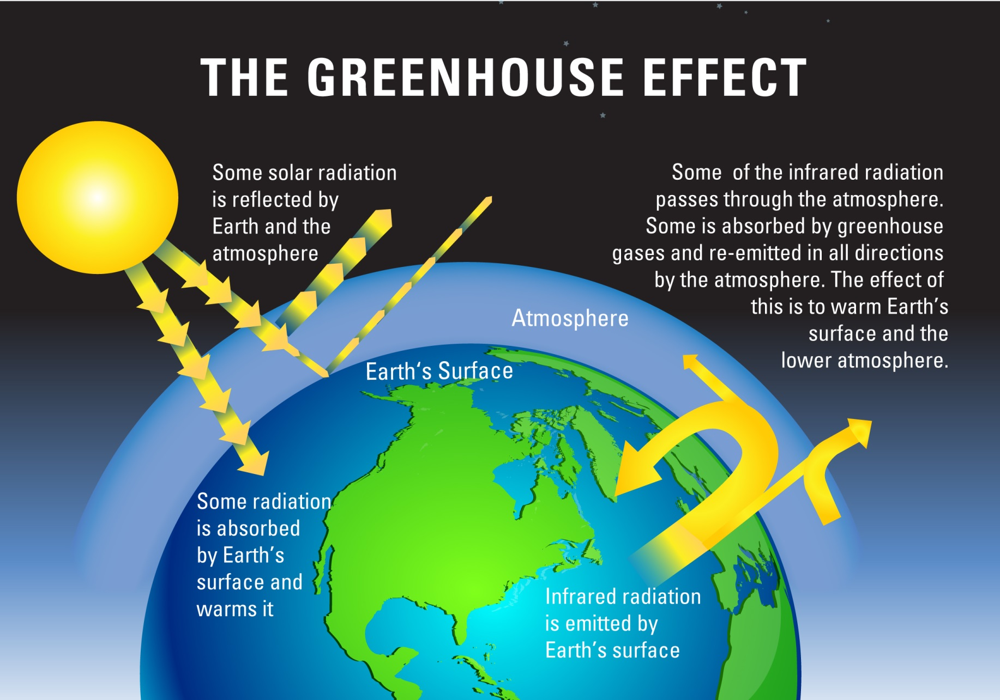 THE GREENHOUSE EFFECT
Some solar radiation
is reflected by
Earth and the
atmosphere
Some  of the infrared radiation
passes through the atmosphere.
Some is absorbed by greenhouse
gases and re-emitted in all directions
by the atmosphere. The effect of
this is to warm Earth’s
surface and the
lower atmosphere.
Atmosphere
Earth‘s Surface
Some radiation
is absorbed
by Earth’s
surface and
warms it
Infrared radiation
is emitted by
Earth’s surface